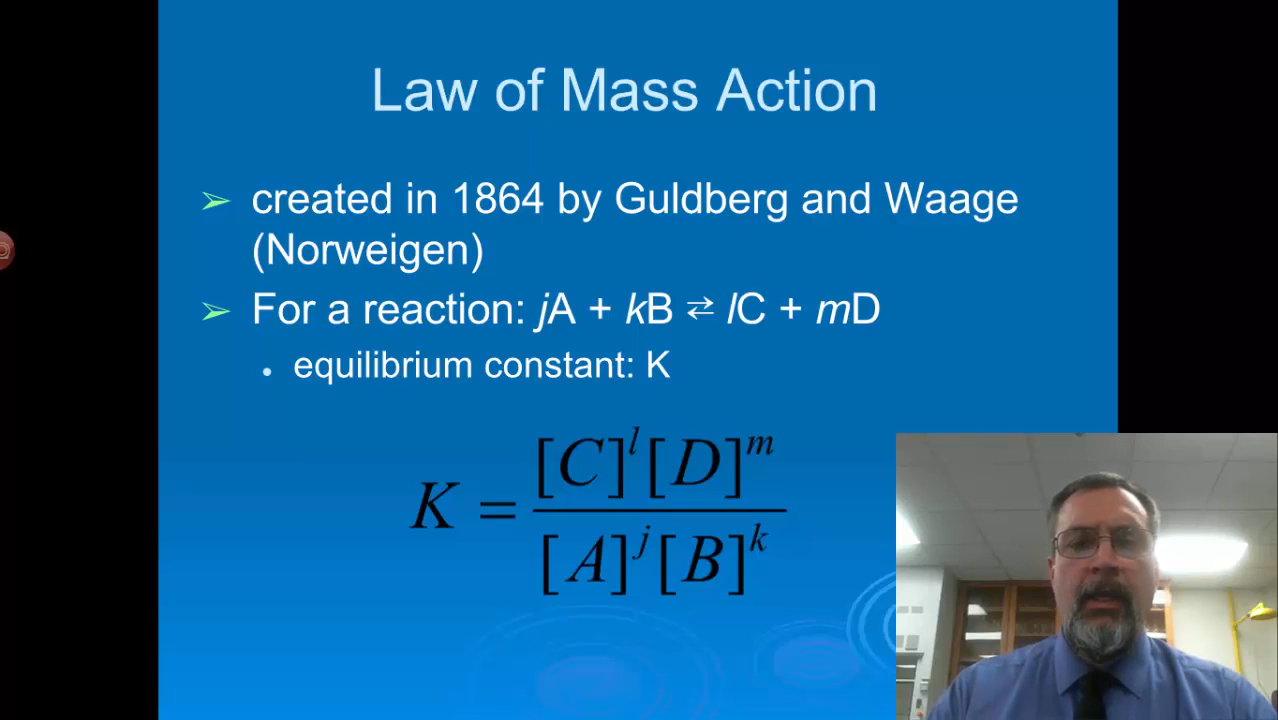 Law of Mass Action
➢ created in 1864 by Guldberg and Waage
(Norweigen)
➢ For a reaction: jA + kB ⇄ lC + mD
• equilibrium constant: K
K = [C]^l [D]^m / [A]^j [B]^k